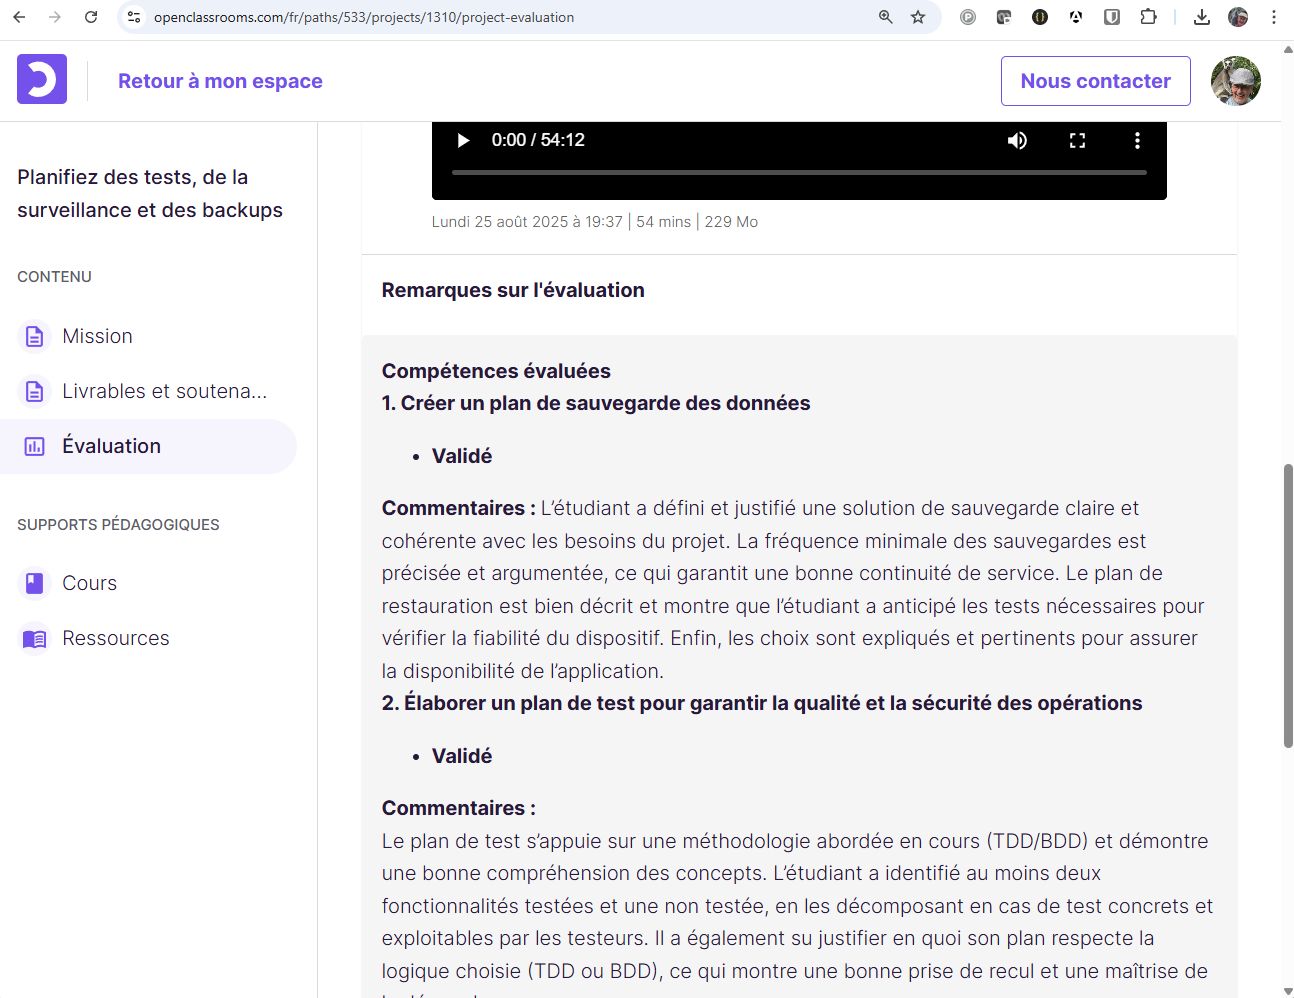 openclassrooms.com/fr/paths/533/projects/1310/project-evaluation
Retour à mon espace
Nous contacter
Planifiez des tests, de la
surveillance et des backups
CONTENU
Mission
Livrables et soutena...
Évaluation
SUPPORTS PÉDAGOGIQUES
Cours
Ressources
0:00 / 54:12
Lundi 25 août 2025 à 19:37 | 54 mins | 229 Mo
Remarques sur l'évaluation
Compétences évaluées
1. Créer un plan de sauvegarde des données
• Validé
Commentaires : L’étudiant a défini et justifié une solution de sauvegarde claire et
cohérente avec les besoins du projet. La fréquence minimale des sauvegardes est
précisée et argumentée, ce qui garantit une bonne continuité de service. Le plan de
restauration est bien décrit et montre que l’étudiant a anticipé les tests nécessaires pour
vérifier la fiabilité du dispositif. Enfin, les choix sont expliqués et pertinents pour assurer
la disponibilité de l’application.
2. Élaborer un plan de test pour garantir la qualité et la sécurité des opérations
• Validé
Commentaires :
Le plan de test s’appuie sur une méthodologie abordée en cours (TDD/BDD) et démontre
une bonne compréhension des concepts. L’étudiant a identifié au moins deux
fonctionnalités testées et une non testée, en les décomposant en cas de test concrets et
exploitables par les testeurs. Il a également su justifier en quoi son plan respecte la
logique choisie (TDD ou BDD), ce qui montre une bonne prise de recul et une maîtrise de